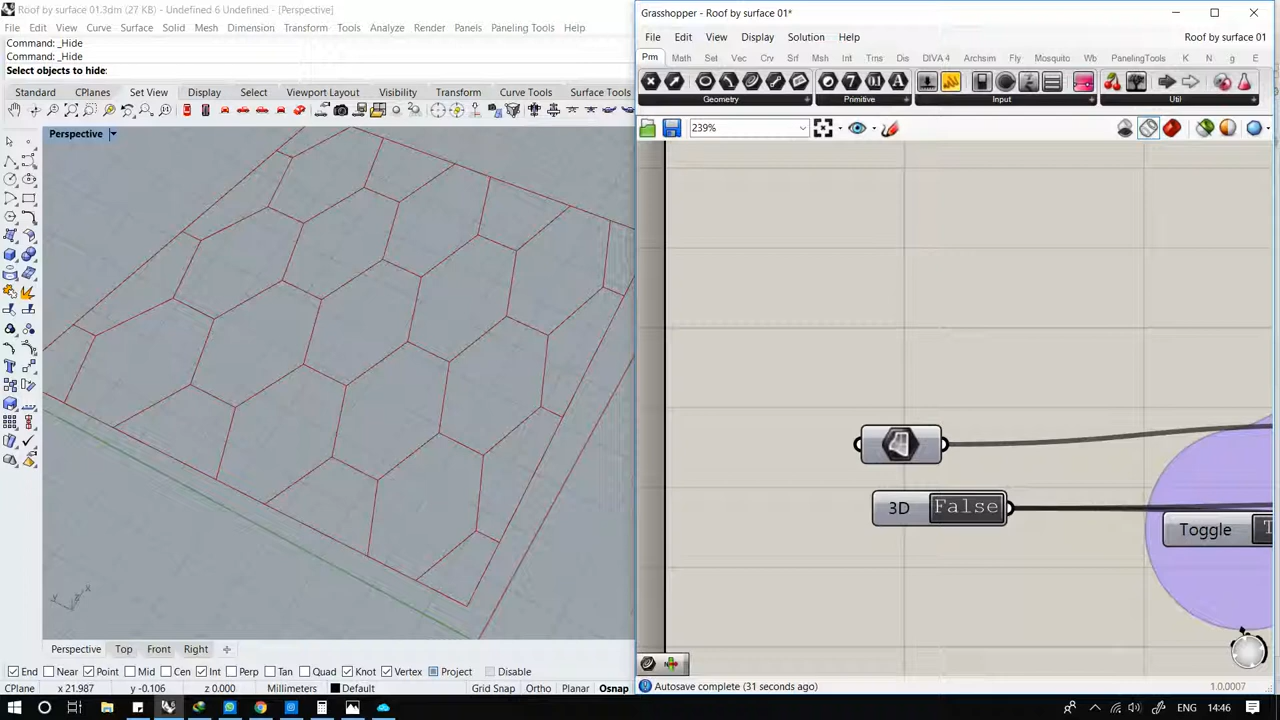 Roof by surface 01.3dm (27 KB) - Undefined 6 Undefined - [Perspective]
File Edit View Curve Surface Solid Mesh Dimension Transform Tools Analyze Render Panels Paneling Tools Help
Command: _Hide
Command: _Hide
Select objects to hide:
Standard CPlanes Set View Display Select Viewport Layout Visibility Transform Curve Tools Surface Tools
Perspective
Perspective Top Front Right
End Near Point Mid Cen Int Perp Tan Quad Knot Vertex Project Disable
CPlane x 21.987 y -0.106 z 0.000 Millimeters Default Grid Snap Ortho Planar Osnap
Grasshopper - Roof by surface 01*
File Edit View Display Solution Help Roof by surface 01
Prm Math Set Vec Crv Srf Msh Int Trns Dis DIVA 4 Archsim Fly Mosquito Wb PanelingTools K N g E
Geometry Primitive Input Util
239%
3D False
Toggle T
Autosave complete (31 seconds ago) 1.0.0007
ENG 14:46